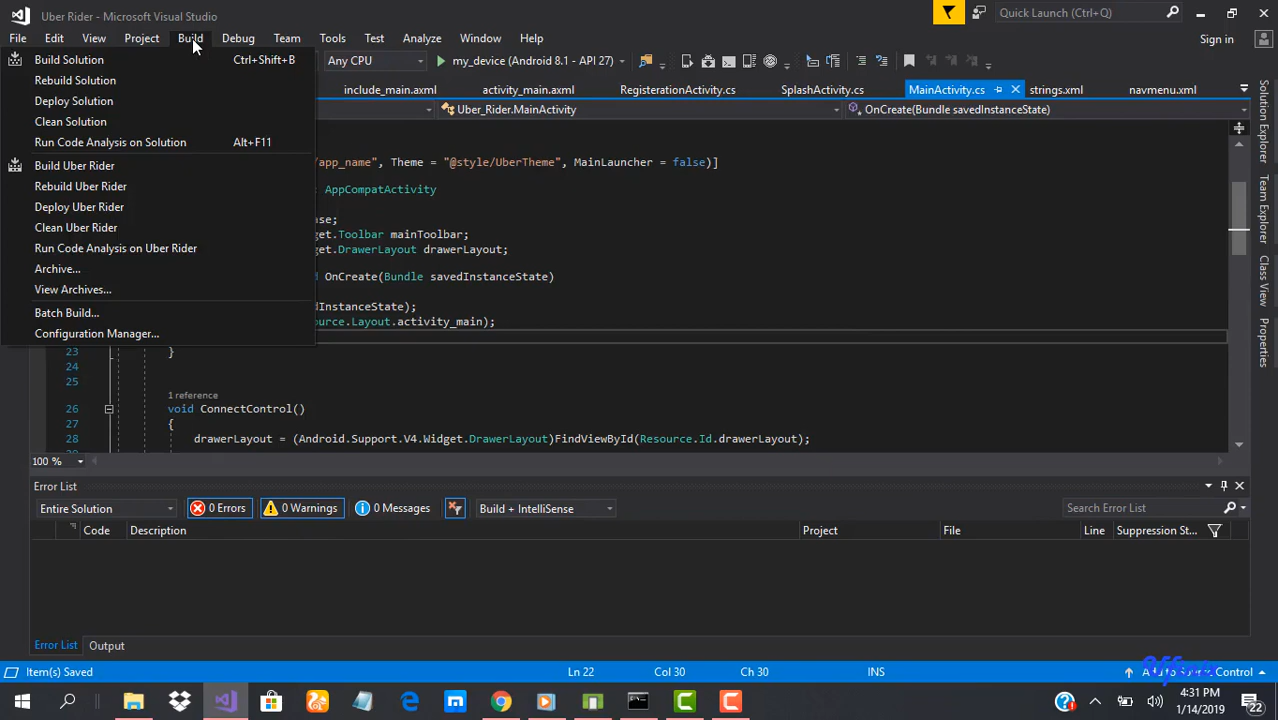 Uber Rider - Microsoft Visual Studio
Quick Launch (Ctrl+Q)
File Edit View Project Build Debug Team Tools Test Analyze Window Help
Sign in
Build Solution Ctrl+Shift+B
Rebuild Solution
Deploy Solution
Clean Solution
Run Code Analysis on Solution Alt+F11
Build Uber Rider
Rebuild Uber Rider
Deploy Uber Rider
Clean Uber Rider
Run Code Analysis on Uber Rider
Archive...
View Archives...
Batch Build...
Configuration Manager...
Any CPU
my_device (Android 8.1 - API 27)
include_main.axml activity_main.axml RegisterationActivity.cs SplashActivity.cs MainActivity.cs strings.xml navmenu.xml
Uber_Rider.MainActivity OnCreate(Bundle savedInstanceState)
/app_name", Theme = "@style/UberTheme", MainLauncher = false)]
: AppCompatActivity
se;
get.Toolbar mainToolbar;
get.DrawerLayout drawerLayout;
d OnCreate(Bundle savedInstanceState)
dInstanceState);
ource.Layout.activity_main);
23 }
24
25
1 reference
26 void ConnectControl()
27 {
28 drawerLayout = (Android.Support.V4.Widget.DrawerLayout)FindViewById(Resource.Id.drawerLayout);
100 %
Solution Explorer
Team Explorer
Class View
Properties
Error List
Entire Solution 0 Errors 0 Warnings 0 Messages Build + IntelliSense Search Error List
Code Description Project File Line Suppression St...
Error List Output
Item(s) Saved Ln 22 Col 30 Ch 30 INS
4:31 PM
1/14/2019
22